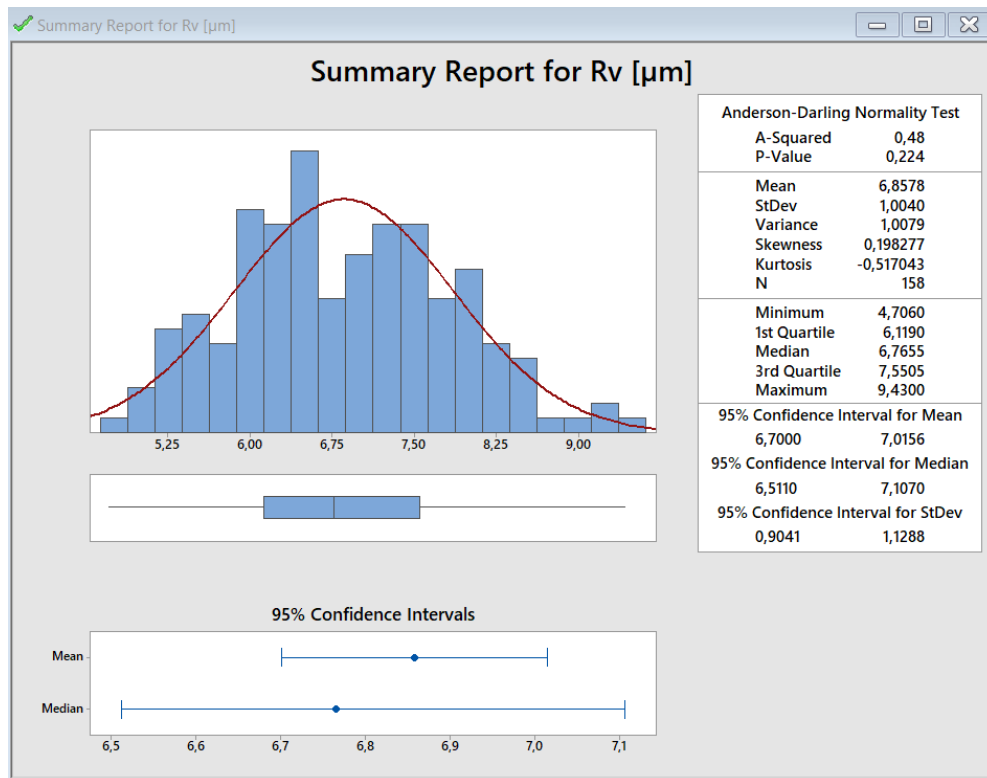 Summary Report for Rv [µm]
Summary Report for Rv [µm]
5,25 6,00 6,75 7,50 8,25 9,00
95% Confidence Intervals
Mean
Median
6,5 6,6 6,7 6,8 6,9 7,0 7,1
Anderson-Darling Normality Test
A-Squared 0,48
P-Value 0,224
Mean 6,8578
StDev 1,0040
Variance 1,0079
Skewness 0,198277
Kurtosis -0,517043
N 158
Minimum 4,7060
1st Quartile 6,1190
Median 6,7655
3rd Quartile 7,5505
Maximum 9,4300
95% Confidence Interval for Mean
6,7000 7,0156
95% Confidence Interval for Median
6,5110 7,1070
95% Confidence Interval for StDev
0,9041 1,1288